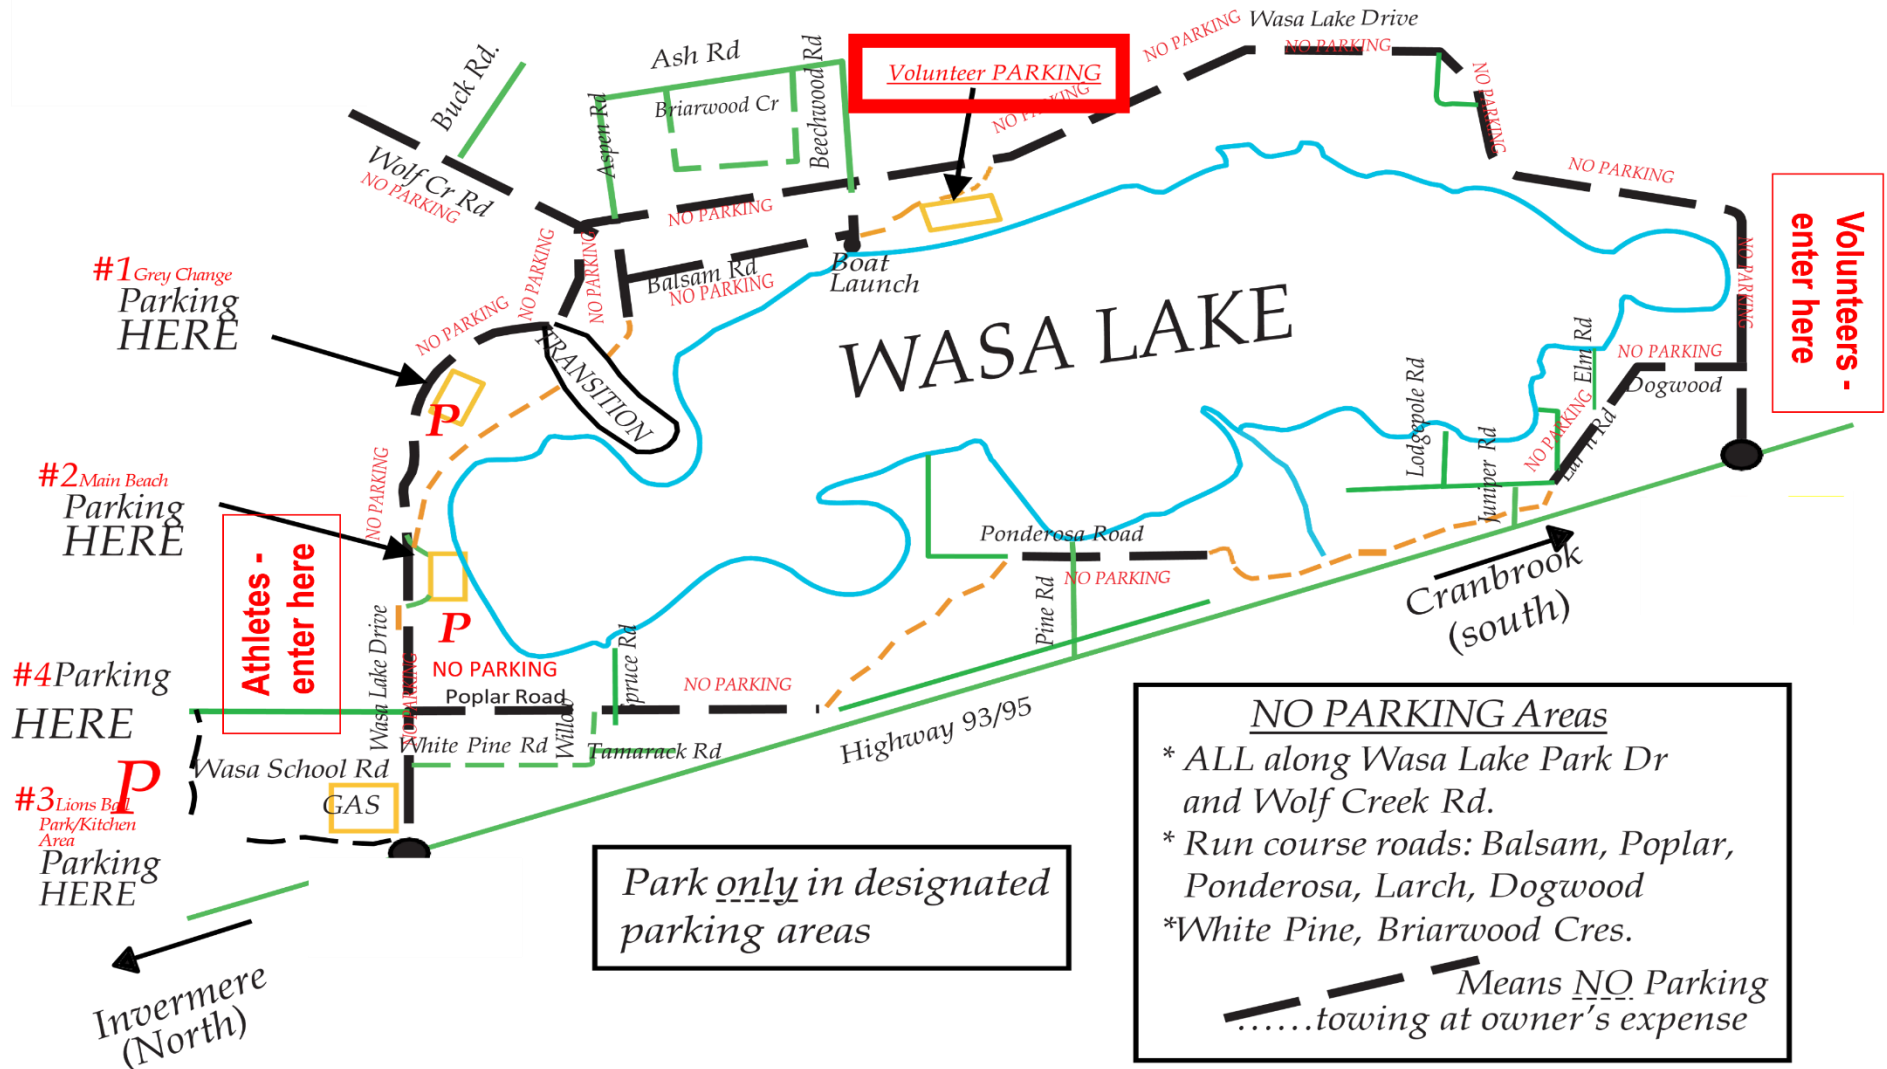 Wasa Lake Drive
NO PARKING
NO PARKING
NO PARKING
Ash Rd
Buck Rd.
Volunteer PARKING
NO PARKING
Briarwood Cr
Aspen Rd
Beechwood Rd
Wolf Cr Rd
NO PARKING
NO PARKING
NO PARKING
Volunteers -
enter here
NO PARKING
NO PARKING
NO PARKING
Balsam Rd
NO PARKING
Boat
Launch
#1 Grey Change
Parking
HERE
NO PARKING
TRANSITION
WASA LAKE
P
Elm Rd
NO PARKING
Dogwood
Lodgepole Rd
Juniper Rd
NO PARKING
Rd
#2 Main Beach
Parking
HERE
NO PARKING
Athletes -
enter here
P
Ponderosa Road
NO PARKING
Pine Rd
Cranbrook
(south)
Wasa Lake Drive
NO PARKING
NO PARKING
Poplar Road
NO PARKING
#4 Parking
HERE
P
White Pine Rd
Willow
Tamarack Rd
Wasa School Rd
GAS
Highway 93/95
#3 Lions Ball
Park/Kitchen
Area
Parking
HERE
Invermere
(North)
Park only in designated
parking areas
NO PARKING Areas
* ALL along Wasa Lake Park Dr
and Wolf Creek Rd.
* Run course roads: Balsam, Poplar,
Ponderosa, Larch, Dogwood
*White Pine, Briarwood Cres.
Means NO Parking
......towing at owner's expense